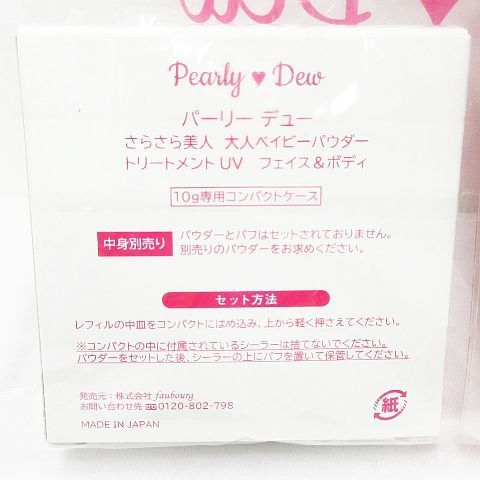 Pearly ♥ Dew
パーリー デュー
さらさら美人 大人ベイビーパウダー
トリートメント UV フェイス＆ボディ
10g専用コンパクトケース
中身別売り
パウダーとパフはセットされておりません。
別売りのパウダーをお求めください。
セット方法
レフィルの中皿をコンパクトにはめ込み、上から軽く押さえてください。
※コンパクトの中に付属されているシーラーは捨てないでください。
パウダーをセットした後、シーラーの上にパフを置いて保管してください。
発売元：株式会社 faubourg
お問い合わせ先 0120-802-798
MADE IN JAPAN
紙